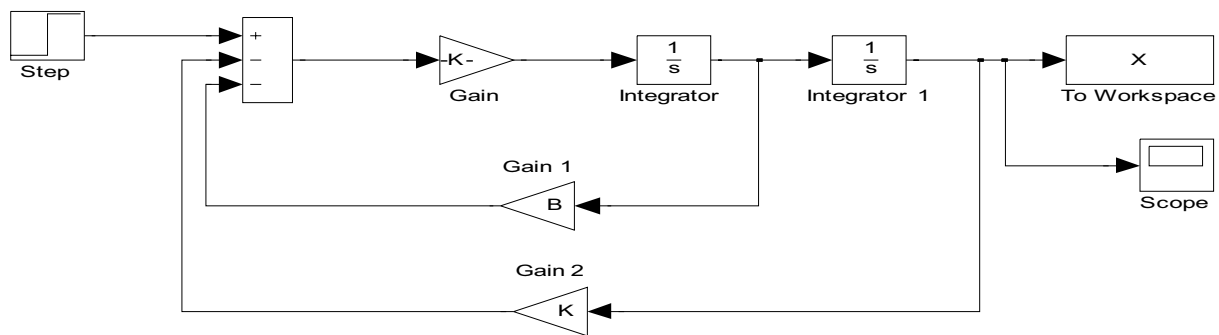 +
−
−
Step
-K-
Gain
1
s
Integrator
1
s
Integrator 1
X
To Workspace
Scope
Gain 1
B
Gain 2
K